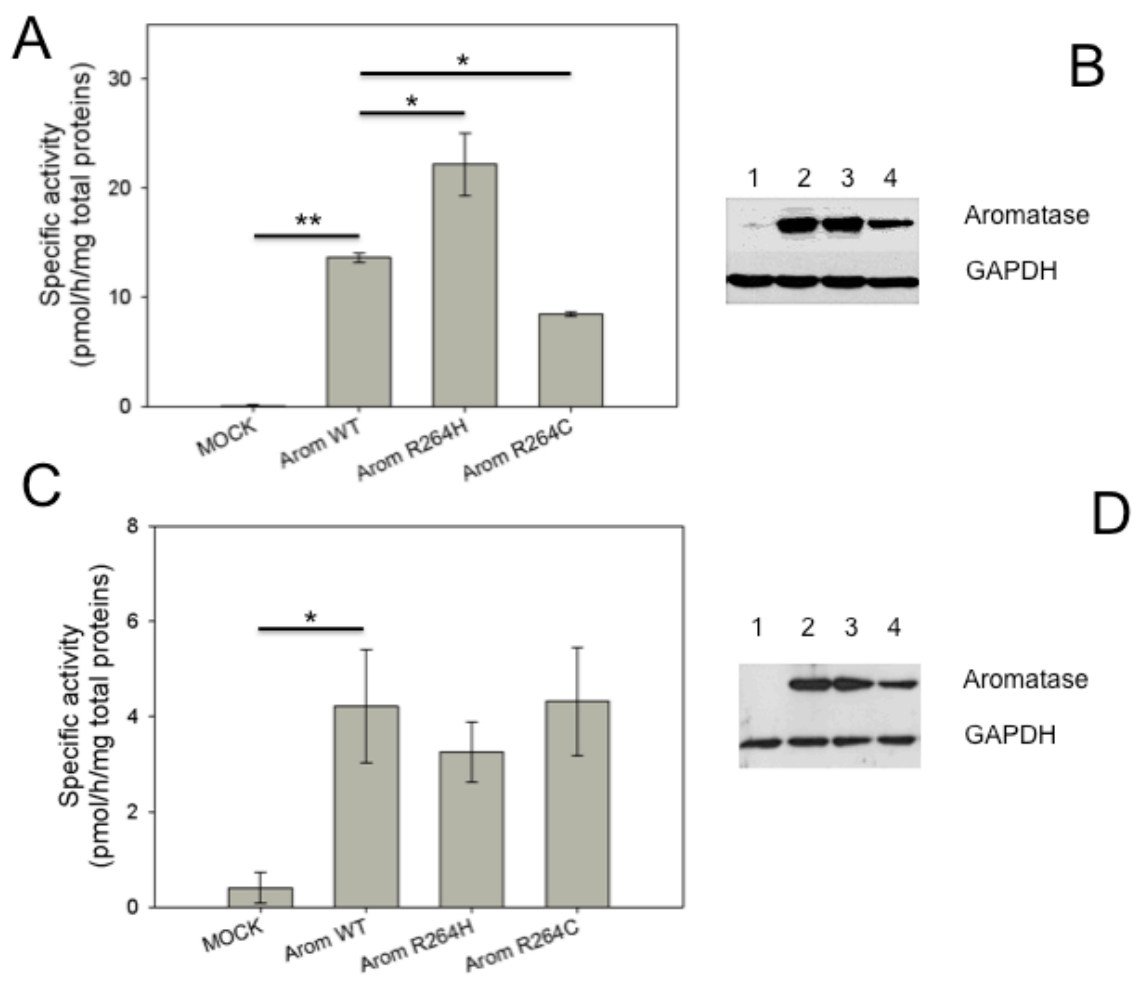 A
B
Specific activity
(pmol/h/mg total proteins)
30
20
10
0
*
*
**
MOCK
Arom WT
Arom R264H
Arom R264C
1 2 3 4
Aromatase
GAPDH
C
D
Specific activity
(pmol/h/mg total proteins)
8
6
4
2
0
*
MOCK
Arom WT
Arom R264H
Arom R264C
1 2 3 4
Aromatase
GAPDH